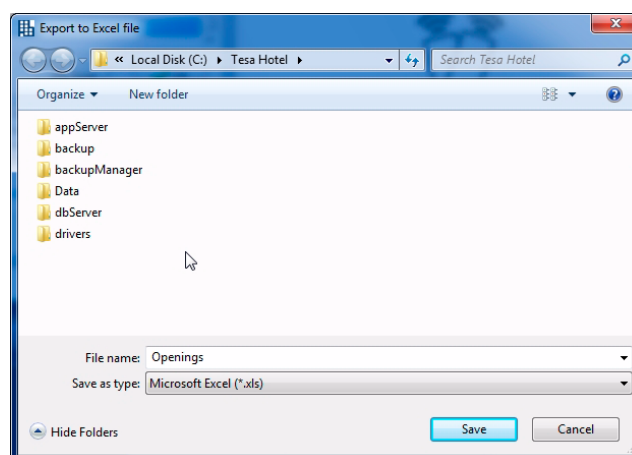 Export to Excel file
« Local Disk (C:) Tesa Hotel Search Tesa Hotel
Organize New folder
appServer
backup
backupManager
Data
dbServer
drivers
File name: Openings
Save as type: Microsoft Excel (*.xls)
Hide Folders Save Cancel